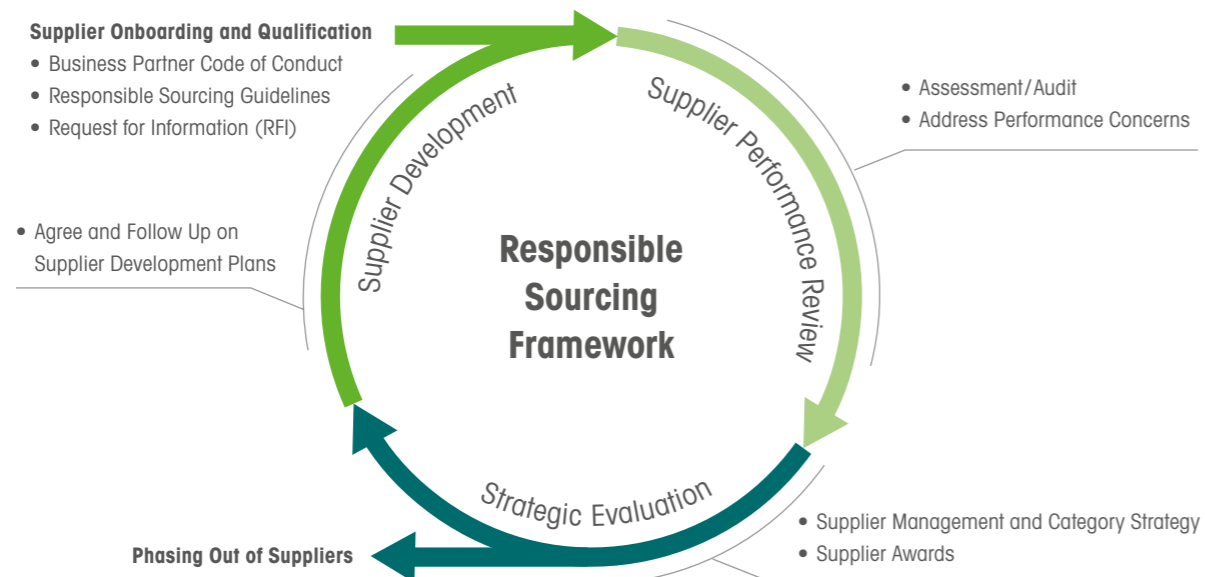 Supplier Onboarding and Qualification
• Business Partner Code of Conduct
• Responsible Sourcing Guidelines
• Request for Information (RFI)
Supplier Development
Supplier Performance Review
• Assessment/Audit
• Address Performance Concerns
• Agree and Follow Up on
Supplier Development Plans
Responsible
Sourcing
Framework
Strategic Evaluation
• Supplier Management and Category Strategy
• Supplier Awards
Phasing Out of Suppliers